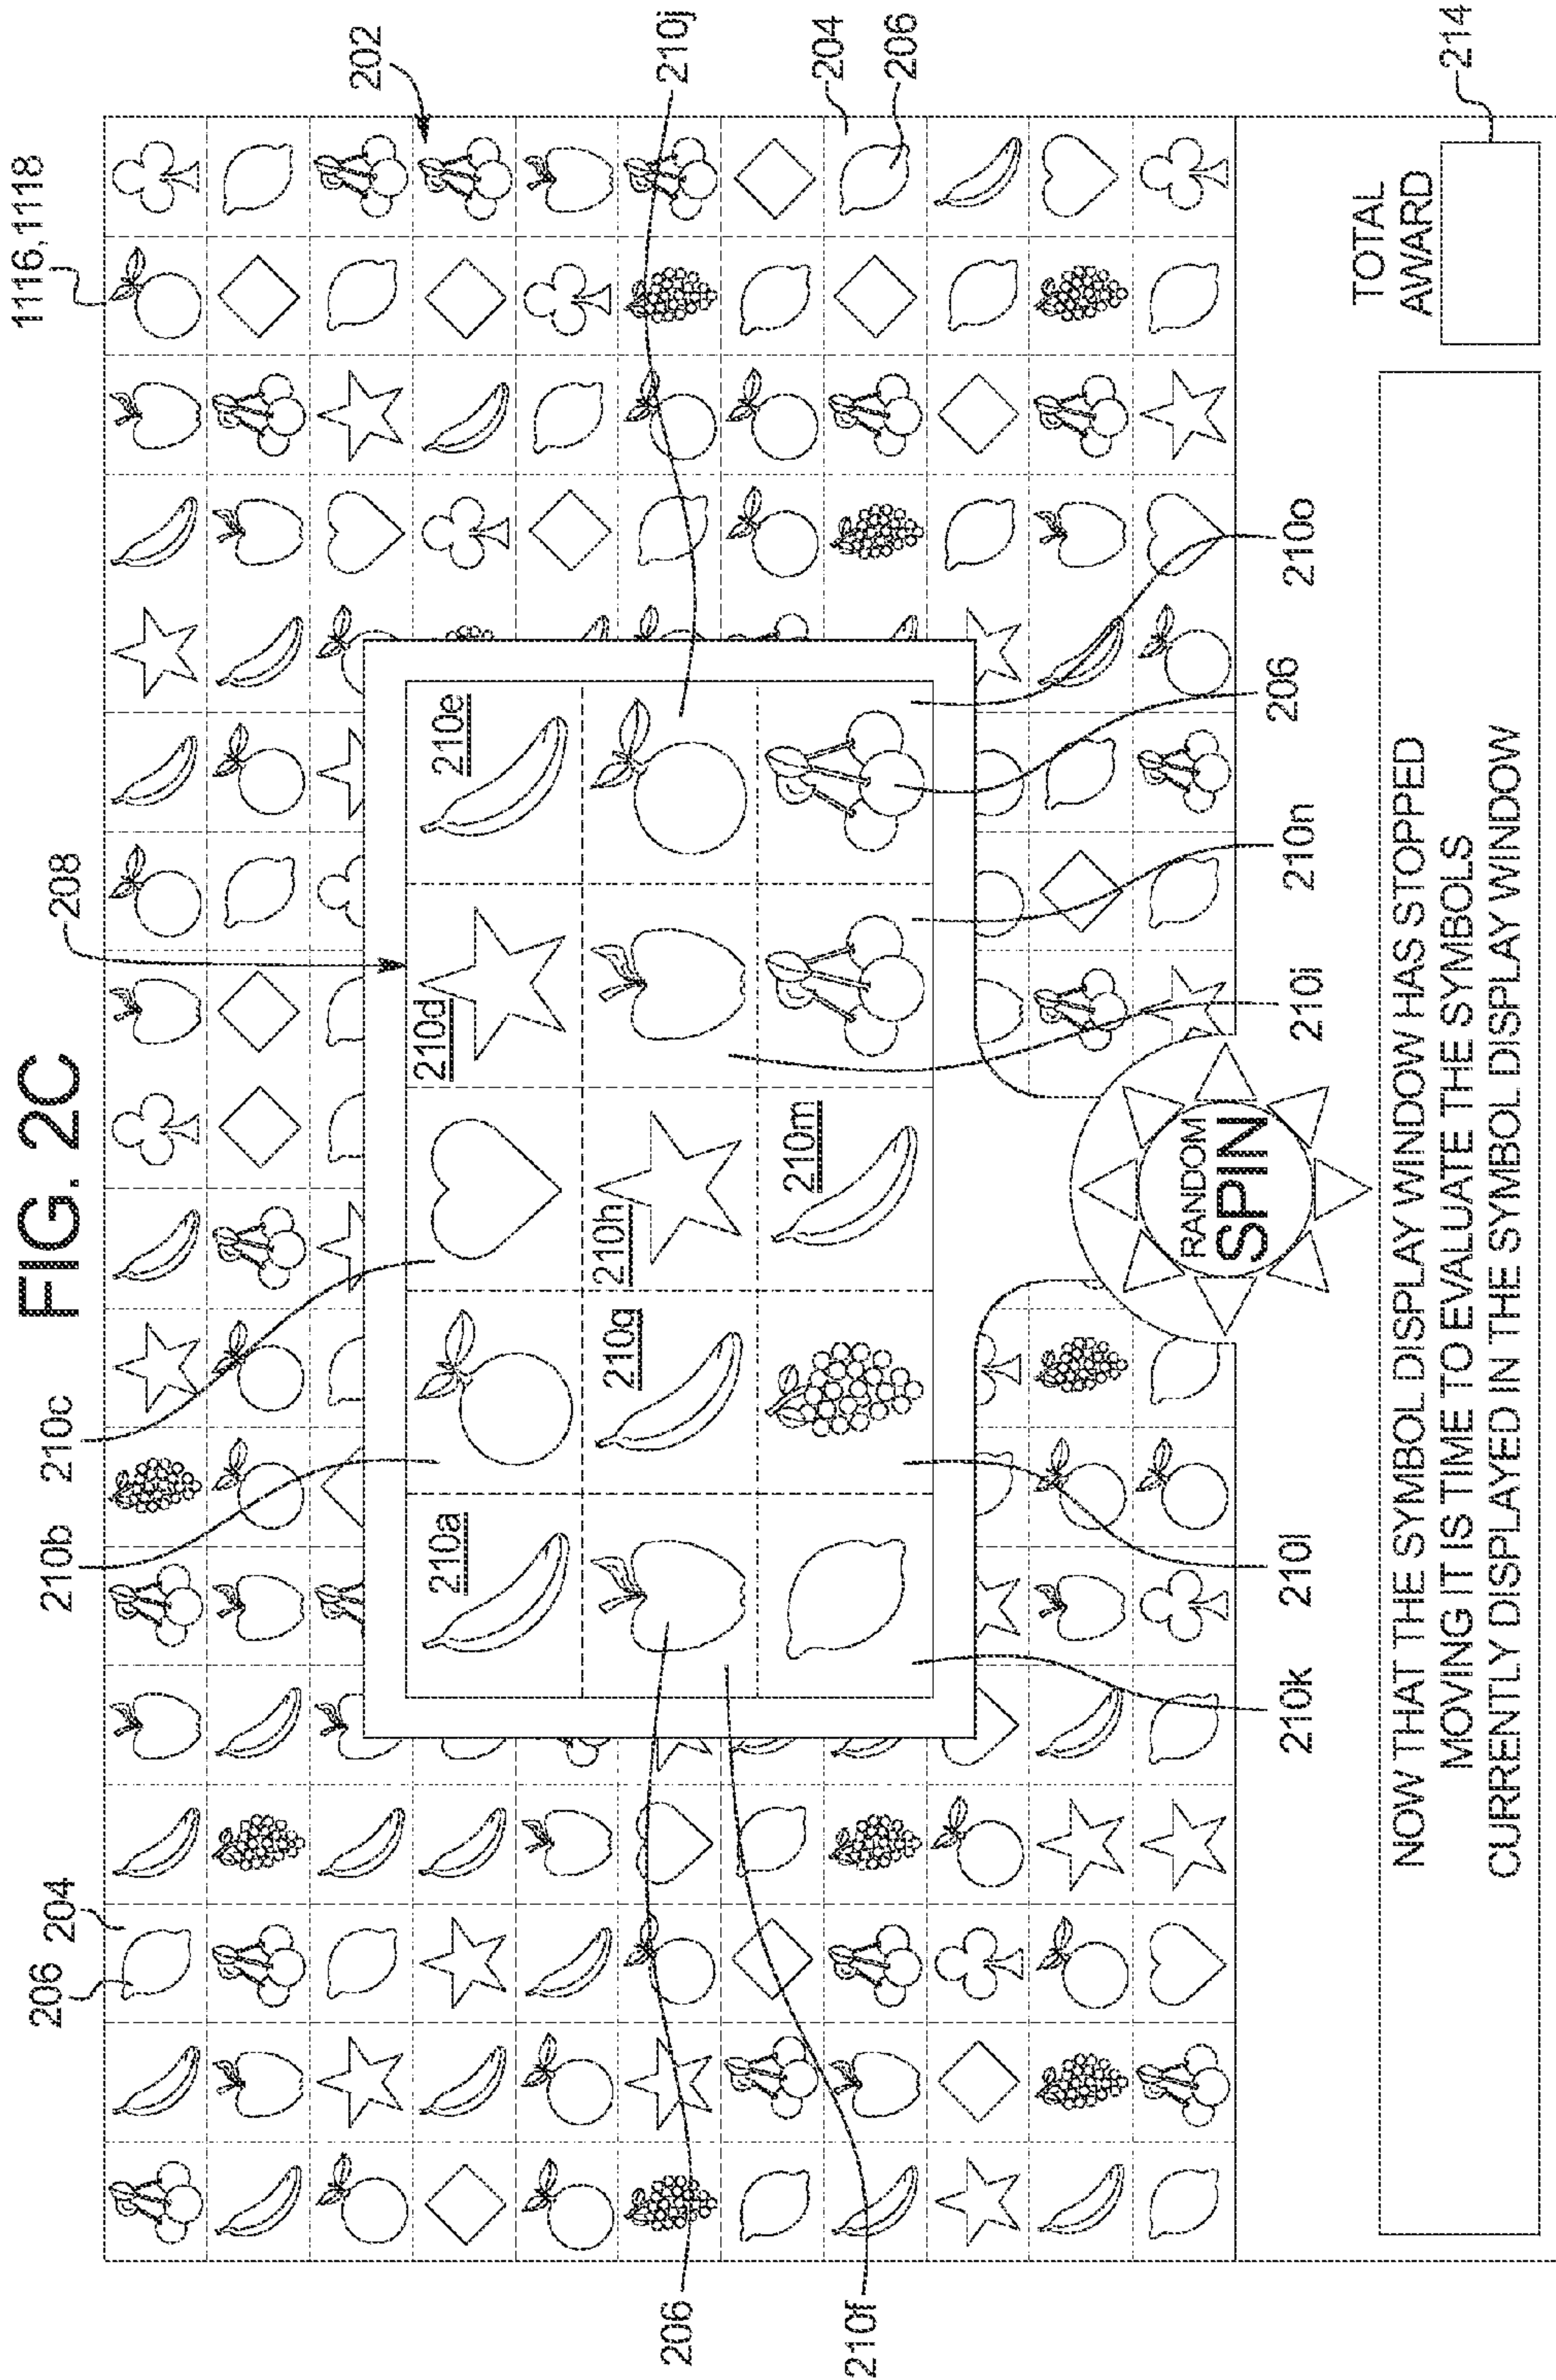 FIG. 2C
1116,1118
206
204
210b
210c
208
202
210a
210d
210e
210j
206
210g
210h
204
210f
210m
206
210k
210l
210i
210n
206
210o
RANDOM
SPIN
TOTAL
AWARD
214
NOW THAT THE SYMBOL DISPLAY WINDOW HAS STOPPED
MOVING IT IS TIME TO EVALUATE THE SYMBOLS
CURRENTLY DISPLAYED IN THE SYMBOL DISPLAY WINDOW